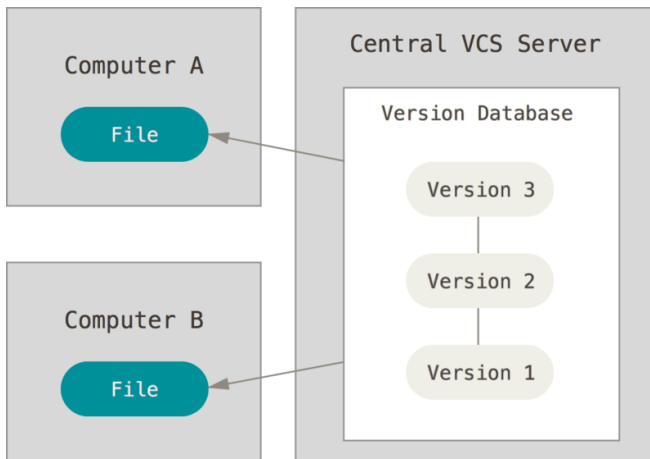 Computer A
File
Computer B
File
Central VCS Server
Version Database
Version 3
Version 2
Version 1